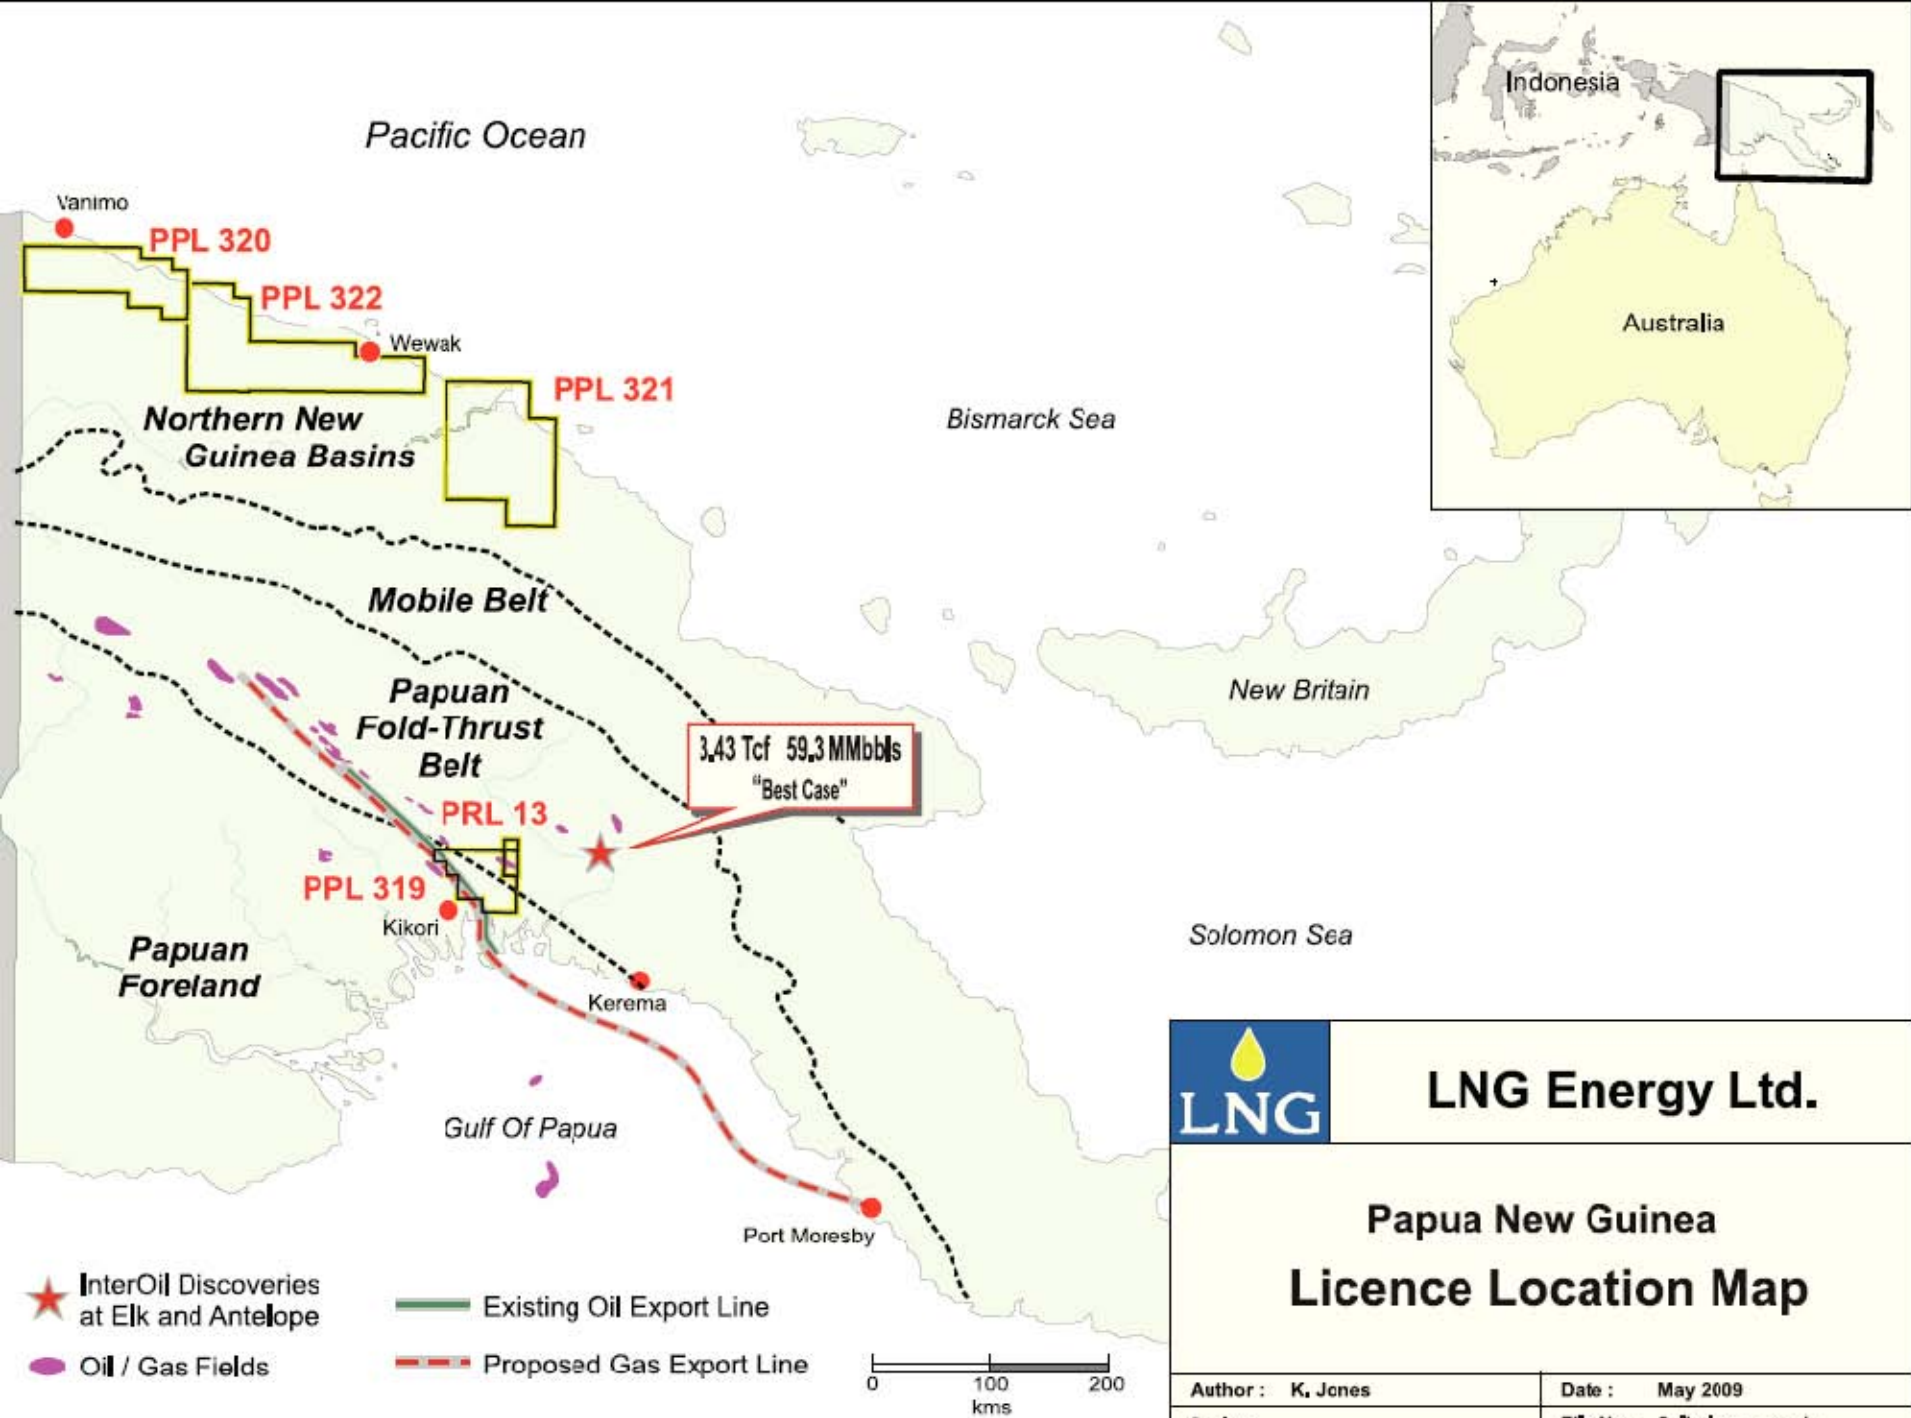 Pacific Ocean
Indonesia
Australia
Vanimo
PPL 320
PPL 322
Wewak
PPL 321
Northern New
Guinea Basins
Bismarck Sea
Mobile Belt
Papuan
Fold-Thrust
Belt
New Britain
3.43 Tcf 59.3 MMbbls
"Best Case"
PRL 13
PPL 319
Kikori
Papuan
Foreland
Kerema
Solomon Sea
Gulf Of Papua
Port Moresby
InterOil Discoveries
at Elk and Antelope
Oil / Gas Fields
Existing Oil Export Line
Proposed Gas Export Line
0 100 200
kms
LNG
LNG Energy Ltd.
Papua New Guinea
Licence Location Map
Author : K. Jones
Date : May 2009